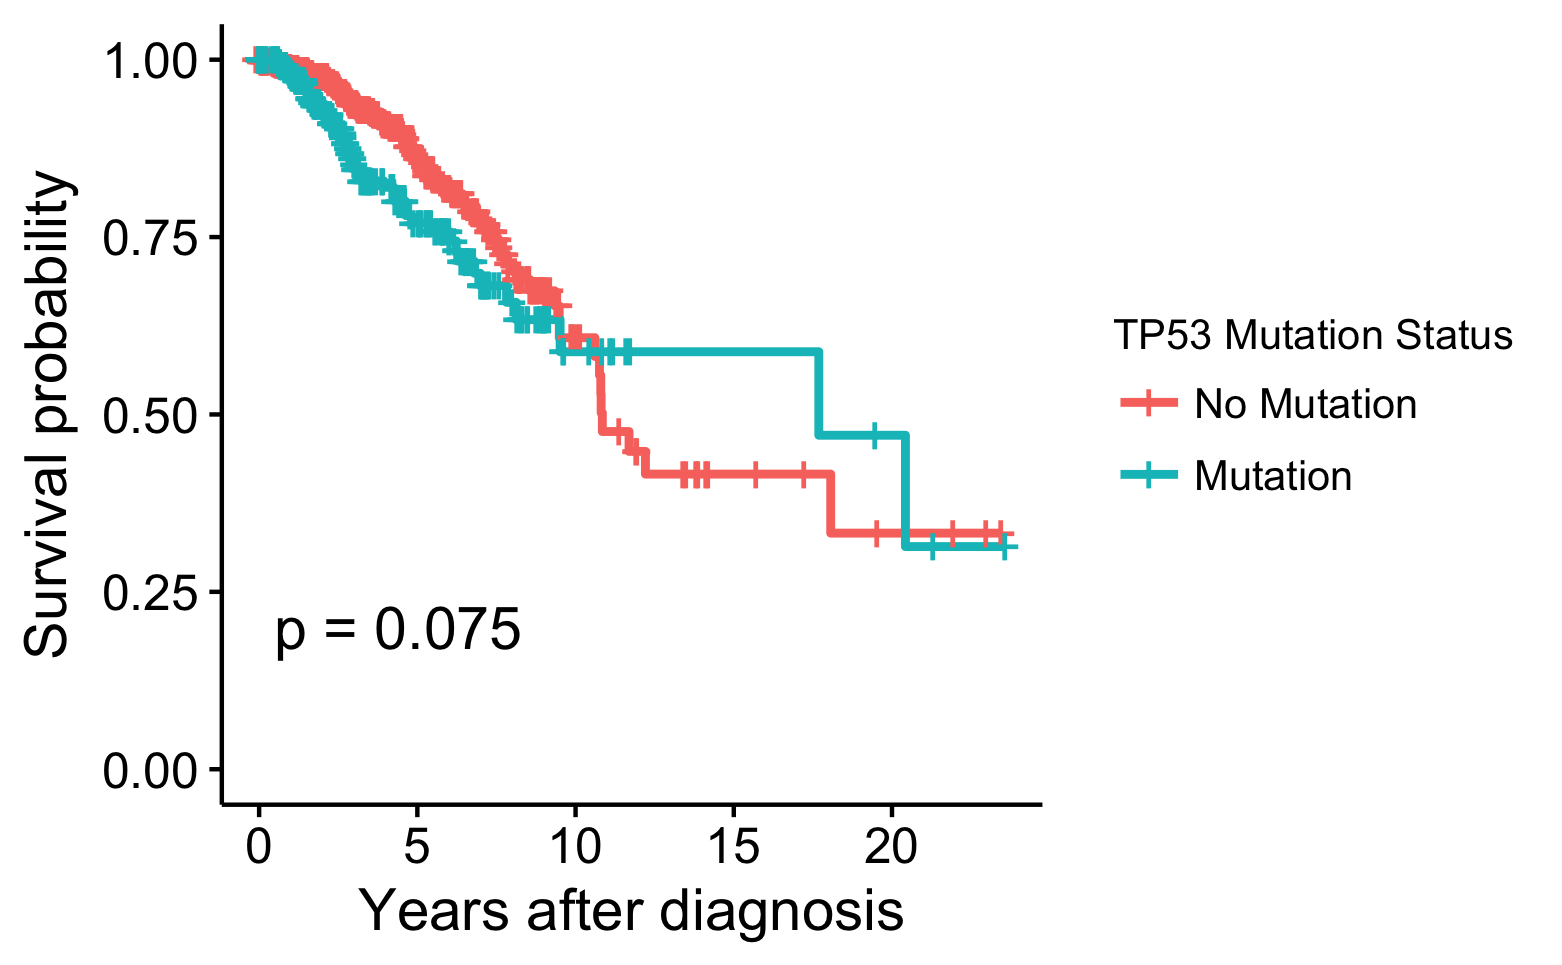 Survival probability
1.00
0.75
0.50
0.25
0.00
p = 0.075
0 5 10 15 20
Years after diagnosis
TP53 Mutation Status
No Mutation
Mutation